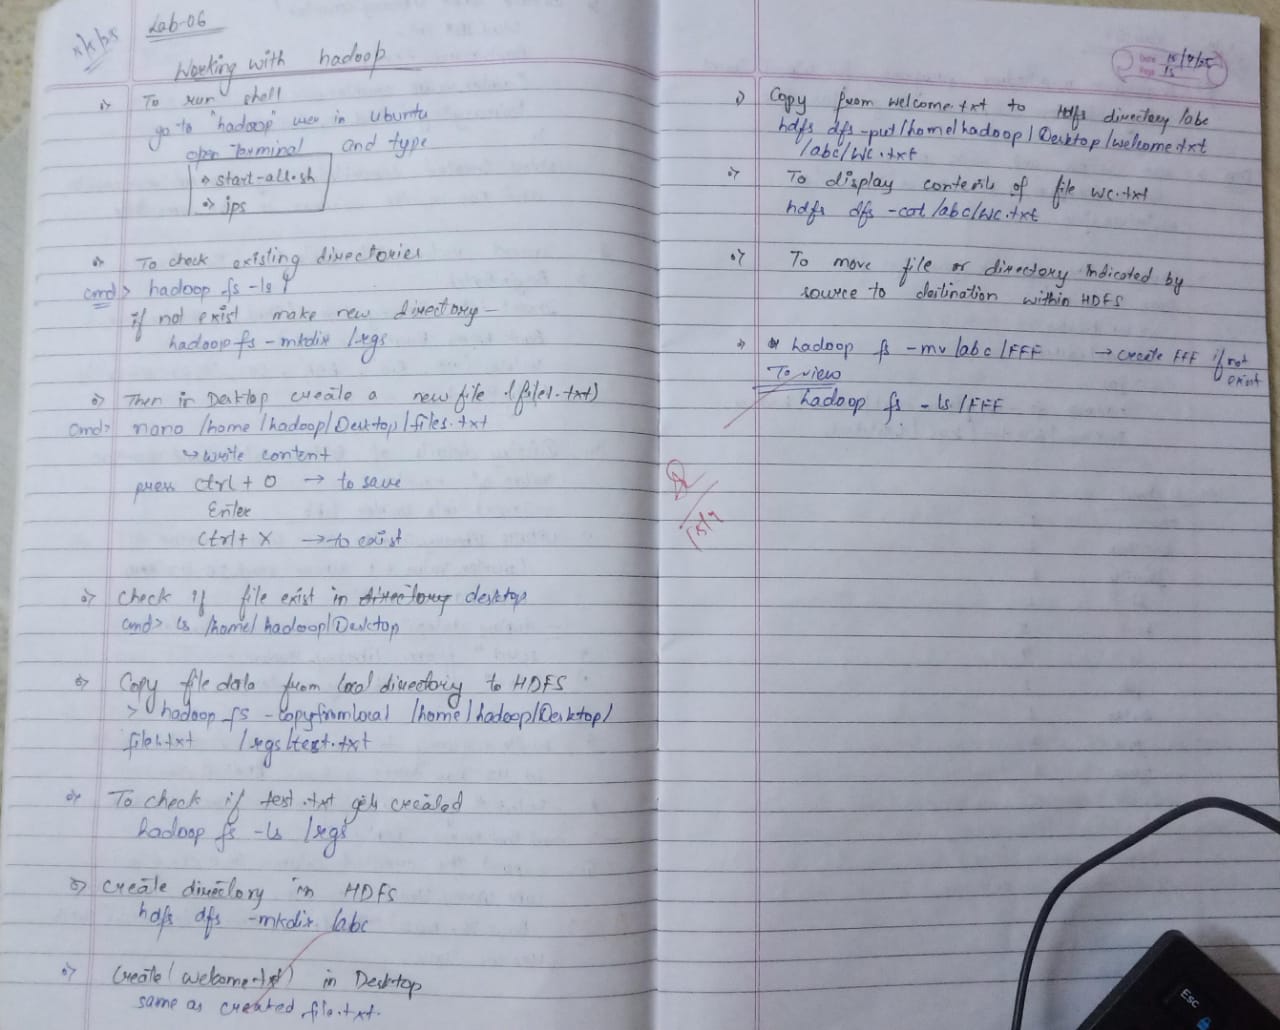 Lab-06
Working with hadoop
To run shell
go to "hadoop" user in ubuntu
open Terminal and type
> start-all.sh
> jps
To check existing directories
cmd> hadoop fs -ls /
if not exist make new directory -
hadoop fs - mkdir /rgs
Then in Desktop create a new file (file1.txt)
cmd> nano /home/hadoop/Desktop/file1.txt
↳ write content
press Ctrl + O → to save
Enter
Ctrl + X → to exist
Check if file exist in desktop
cmd> ls /home/hadoop/Desktop
Copy file data from local directory to HDFS
> hadoop fs - copyfromlocal /home/hadoop/Desktop/
file1.txt /rgs/test.txt
To check if test.txt gets created
hadoop fs -ls /rgs
Create directory in HDFS
hdfs dfs -mkdir /abc
Create (welcome.txt) in Desktop
same as created file.txt.
Date 15/4/25
Page 15
Copy from welcome.txt to Hdfs directory /abc
hdfs dfs -put /home/hadoop/Desktop/welcome.txt
/abc/wc.txt
To display contents of file wc.txt
hdfs dfs -cat /abc/wc.txt
To move file or directory indicated by
source to destination within HDFS
hadoop fs -mv /abc /FFF → create FFF if not
exist
To view
hadoop fs - ls /FFF
15/4
Esc